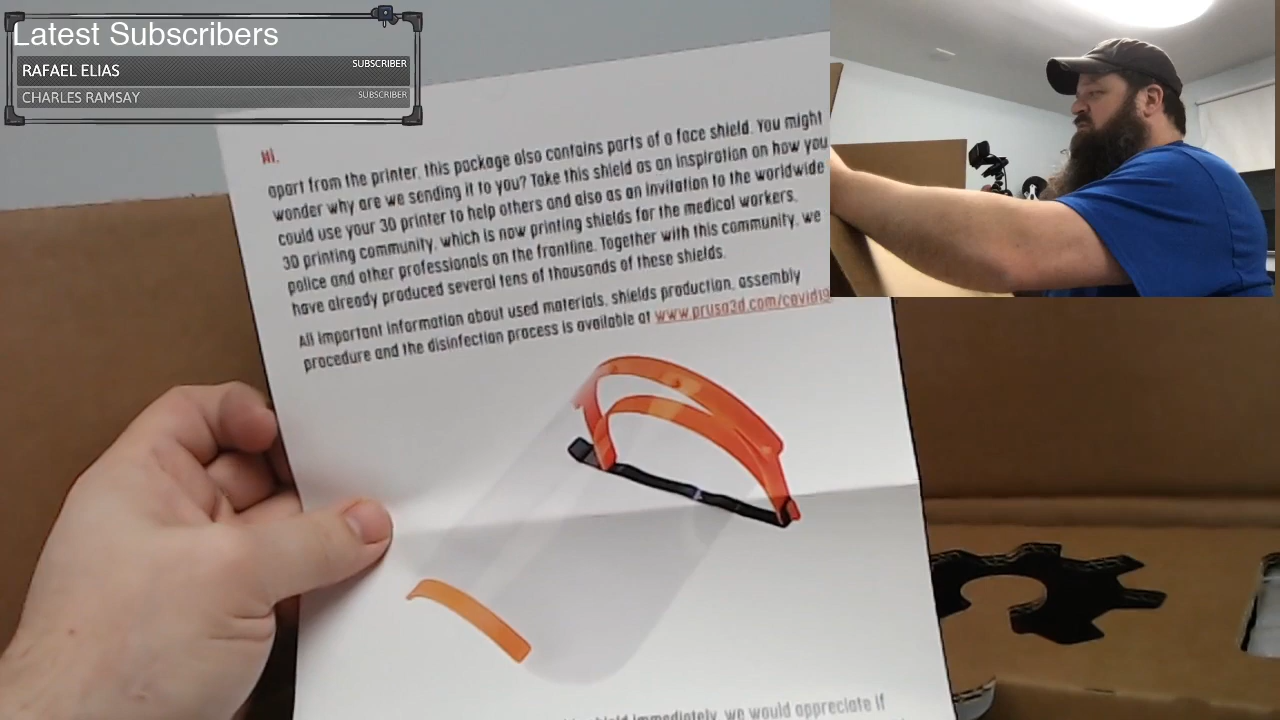 Latest Subscribers
RAFAEL ELIAS SUBSCRIBER
CHARLES RAMSAY SUBSCRIBER
Hi,
apart from the printer, this package also contains parts of a face shield. You might
wonder why are we sending it to you? Take this shield as an inspiration on how you
could use your 3D printer to help others and also as an invitation to the worldwide
3D printing community, which is now printing shields for the medical workers,
police and other professionals on the frontline. Together with this community, we
have already produced several tens of thousands of these shields.
All important information about used materials, shields production, assembly
procedure and the disinfection process is available at www.prusa3d.com/covid19
shield immediately, we would appreciate if